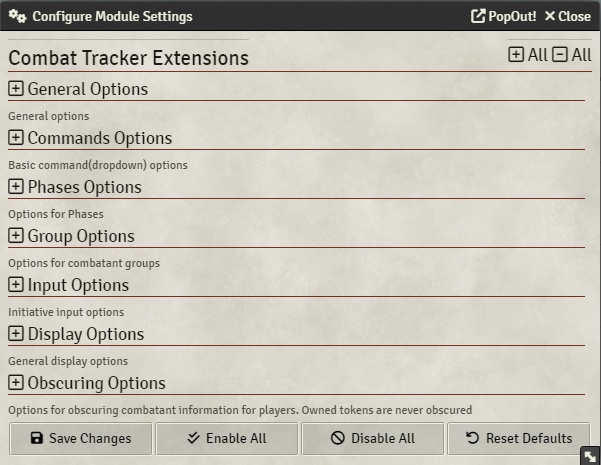 Configure Module Settings PopOut! Close
Combat Tracker Extensions All All
General Options
General options
Commands Options
Basic command(dropdown) options
Phases Options
Options for Phases
Group Options
Options for combatant groups
Input Options
Initiative input options
Display Options
General display options
Obscuring Options
Options for obscuring combatant information for players. Owned tokens are never obscured
Save Changes Enable All Disable All Reset Defaults